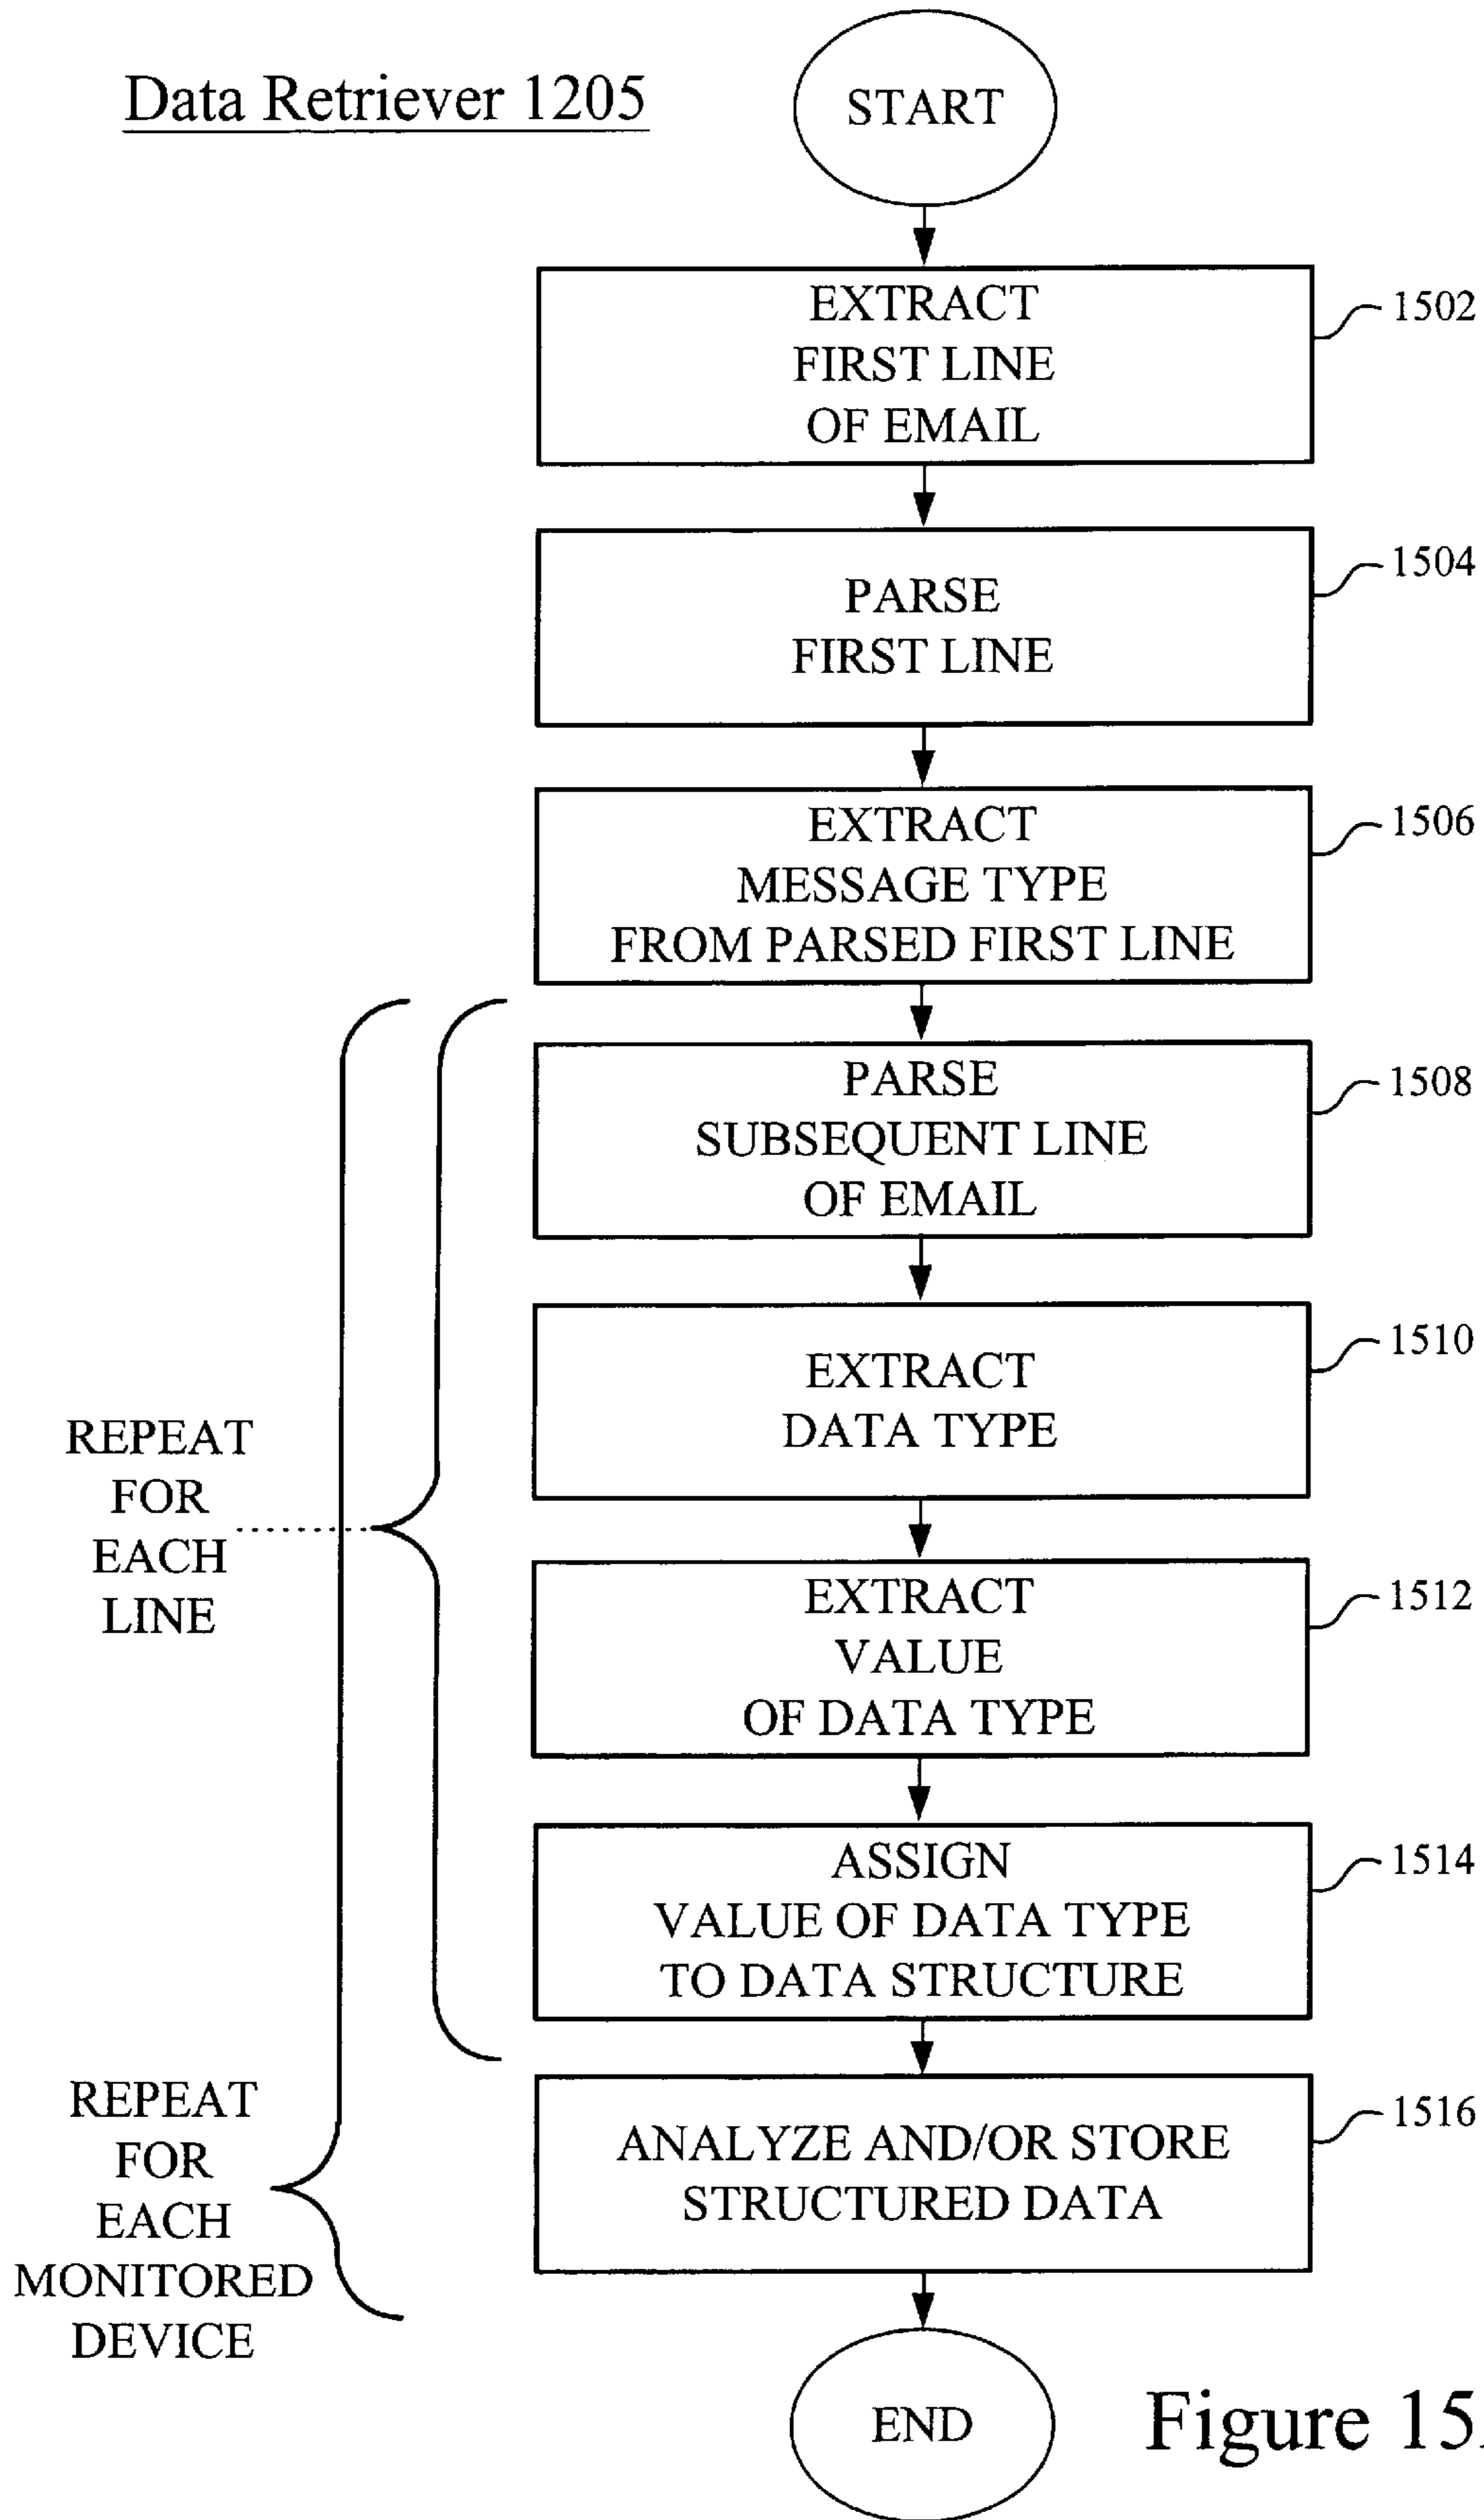 Data Retriever 1205
START
EXTRACT
FIRST LINE
OF EMAIL
1502
PARSE
FIRST LINE
1504
EXTRACT
MESSAGE TYPE
FROM PARSED FIRST LINE
1506
PARSE
SUBSEQUENT LINE
OF EMAIL
1508
EXTRACT
DATA TYPE
1510
REPEAT
FOR
EACH
LINE
EXTRACT
VALUE
OF DATA TYPE
1512
ASSIGN
VALUE OF DATA TYPE
TO DATA STRUCTURE
1514
REPEAT
FOR
EACH
MONITORED
DEVICE
ANALYZE AND/OR STORE
STRUCTURED DATA
1516
END
Figure 15